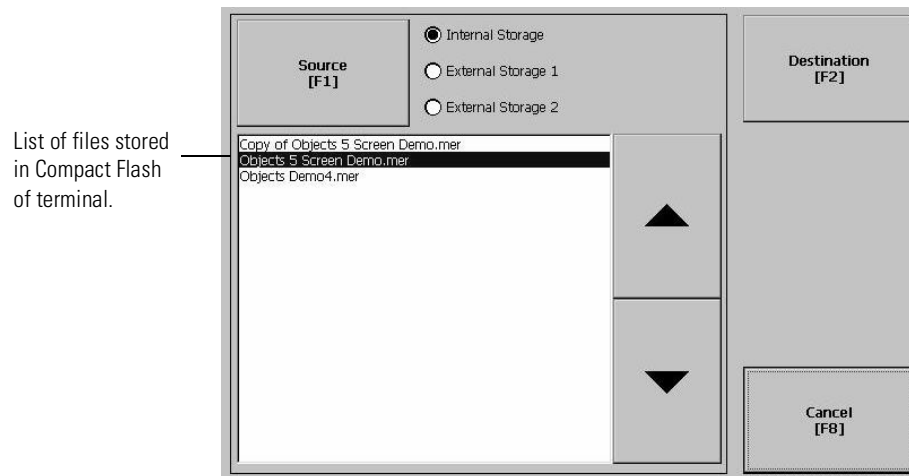 Source
[F1]
Internal Storage
External Storage 1
External Storage 2
Destination
[F2]
List of files stored
in Compact Flash
of terminal.
Copy of Objects 5 Screen Demo.mer
Objects 5 Screen Demo.mer
Objects Demo4.mer
Cancel
[F8]